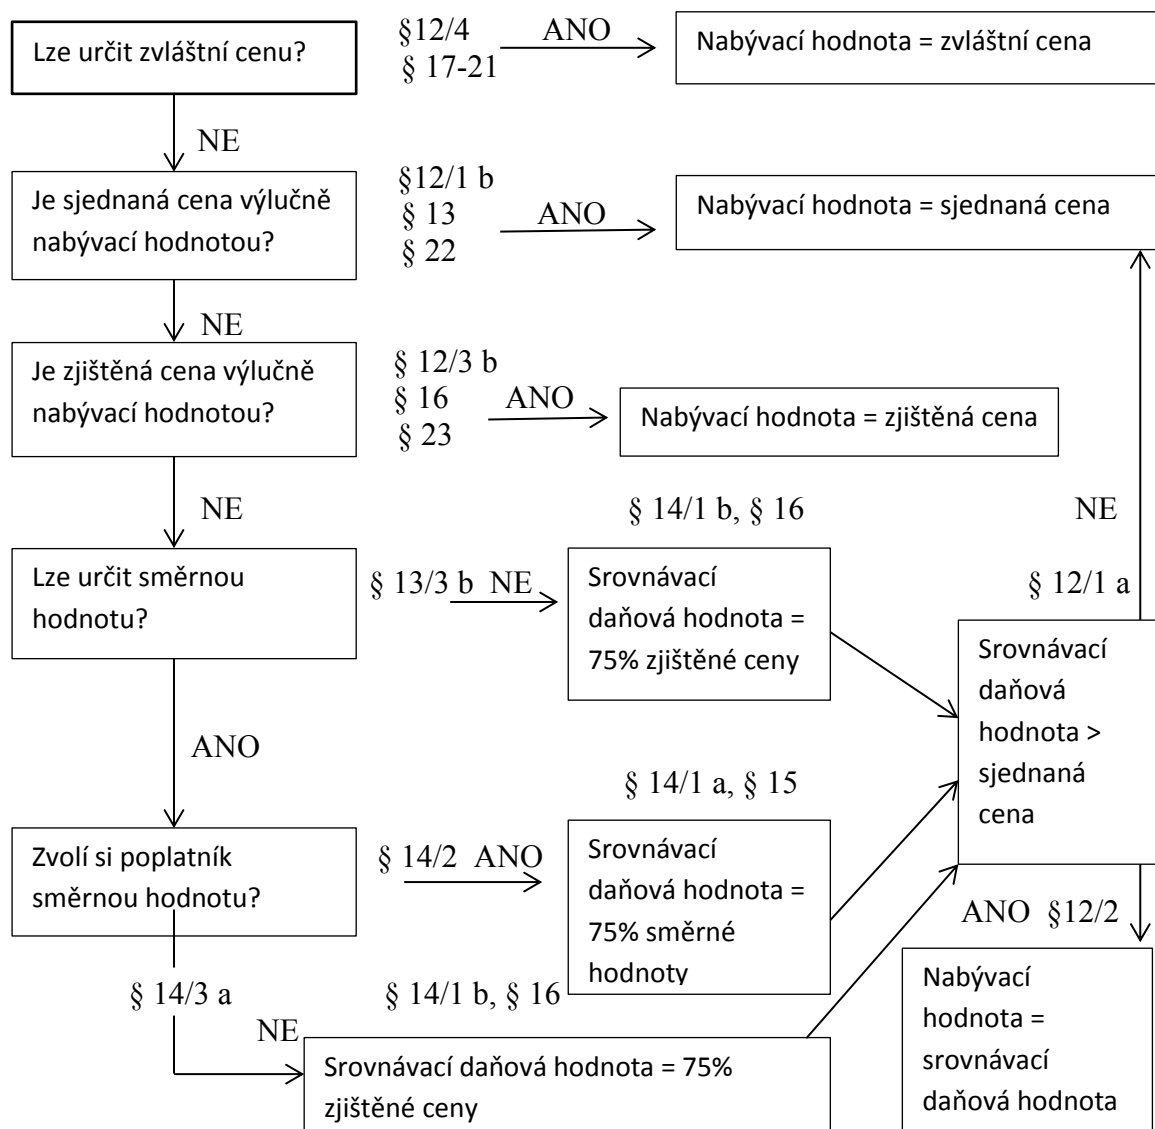 Lze určit zvláštní cenu?
§12/4
§ 17-21
ANO
Nabývací hodnota = zvláštní cena
NE
Je sjednaná cena výlučně
nabývací hodnotou?
§12/1 b
§ 13
§ 22
ANO
Nabývací hodnota = sjednaná cena
NE
Je zjištěná cena výlučně
nabývací hodnotou?
§ 12/3 b
§ 16
§ 23
ANO
Nabývací hodnota = zjištěná cena
NE
§ 14/1 b, § 16
NE
Lze určit směrnou
hodnotu?
§ 13/3 b NE
Srovnávací
daňová hodnota =
75% zjištěné ceny
§ 12/1 a
Srovnávací
daňová
hodnota >
sjednaná
cena
ANO
§ 14/1 a, § 15
Zvolí si poplatník
směrnou hodnotu?
§ 14/2 ANO
Srovnávací
daňová hodnota =
75% směrné
hodnoty
ANO §12/2
Nabývací
hodnota =
srovnávací
daňová hodnota
§ 14/3 a
§ 14/1 b, § 16
NE
Srovnávací daňová hodnota = 75%
zjištěné ceny